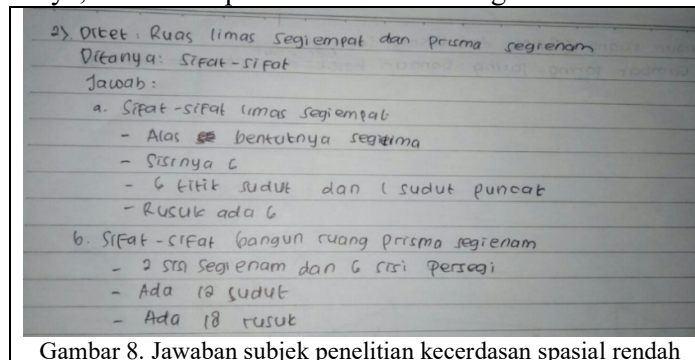 2) Diket : Ruas limas segiempat dan prisma segienam
Ditanya : Sifat-sifat
Jawab :
a. Sifat-sifat limas segiempat
- Alas bentuknya segilima
- Sisinya 6
- 6 titik sudut dan 1 sudut puncak
- Rusuk ada 6
b. Sifat-sifat bangun ruang prisma segienam
- 2 sisi segienam dan 6 sisi persegi
- Ada 12 sudut
- Ada 18 rusuk
Gambar 8. Jawaban subjek penelitian kecerdasan spasial rendah